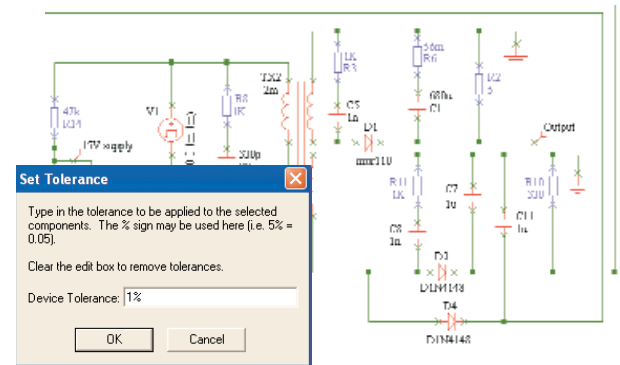 1K
R3
56m
R6
R2
5
TX2
2m
R8
1K
47k
R14
V1
17V supply
C5
1n
680u
C1
D1
mur110
Output
330p
Set Tolerance
Type in the tolerance to be applied to the selected
components. The % sign may be used here (i.e. 5% =
0.05).
Clear the edit box to remove tolerances.
Device Tolerance: 1%
OK
Cancel
R11
1K
C7
1u
R10
330
C8
1n
C11
1u
D3
D1N4148
D4
D1N4148